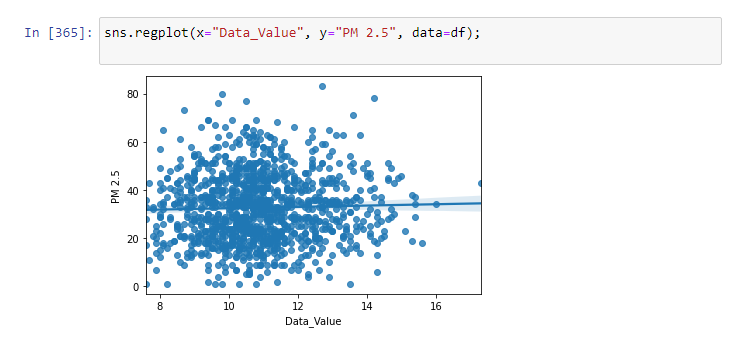 In [365]: sns.regplot(x="Data_Value", y="PM 2.5", data=df);
80
60
40
20
0
PM 2.5
8 10 12 14 16
Data_Value